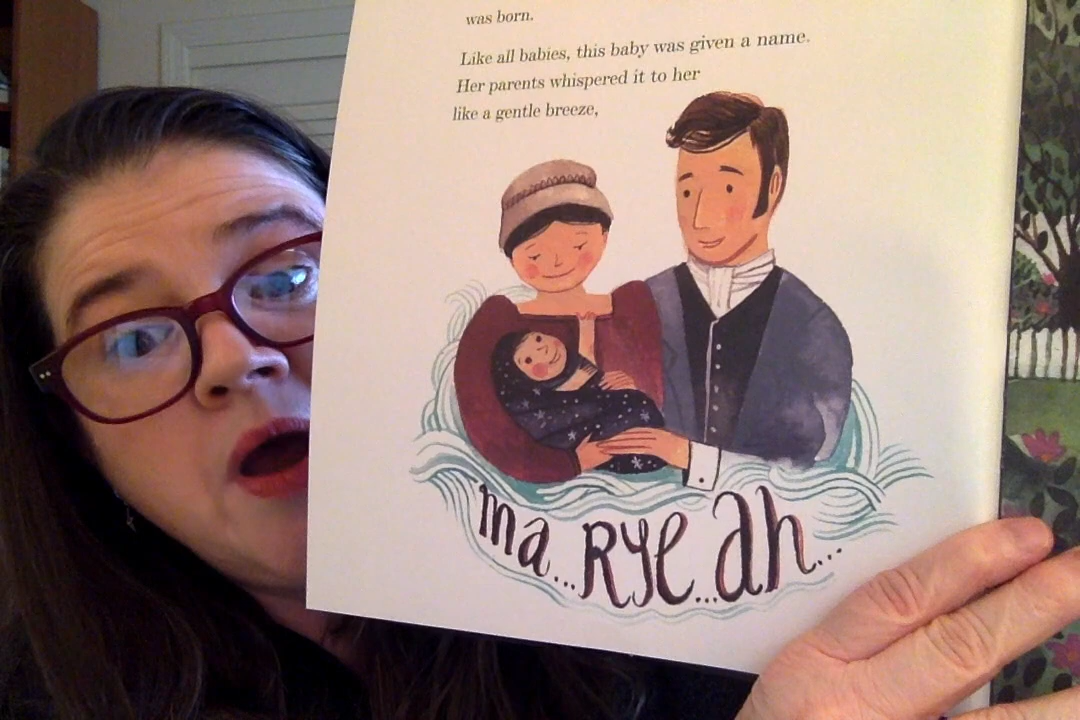 was born.
Like all babies, this baby was given a name.
Her parents whispered it to her
like a gentle breeze,
ma...RYE...ah...